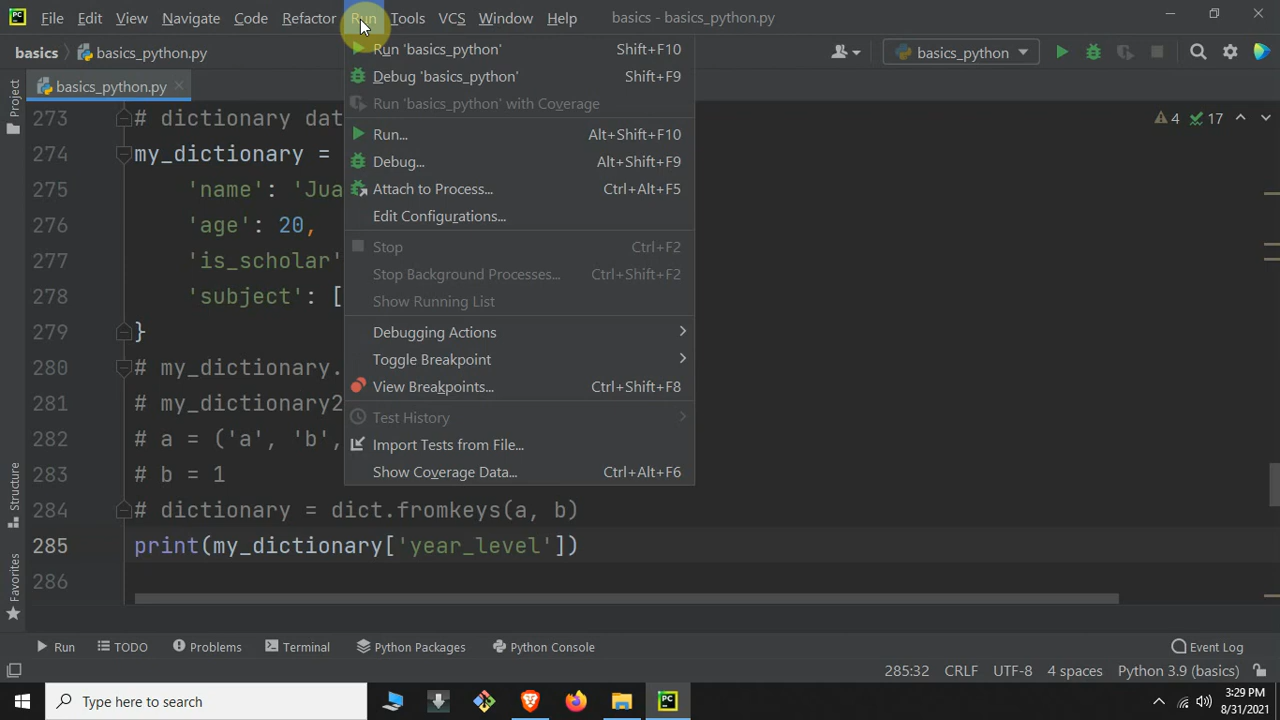 File Edit View Navigate Code Refactor Run Tools VCS Window Help basics - basics_python.py
basics basics_python.py basics_python
basics_python.py
Project
Structure
Favorites
4 17
273 # dictionary dat
274 my_dictionary =
275 'name': 'Jua
276 'age': 20,
277 'is_scholar'
278 'subject': [
279 }
280 # my_dictionary.
281 # my_dictionary2
282 # a = ('a', 'b',
283 # b = 1
284 # dictionary = dict.fromkeys(a, b)
285 print(my_dictionary['year_level'])
286
Run 'basics_python' Shift+F10
Debug 'basics_python' Shift+F9
Run 'basics_python' with Coverage
Run... Alt+Shift+F10
Debug... Alt+Shift+F9
Attach to Process... Ctrl+Alt+F5
Edit Configurations...
Stop Ctrl+F2
Stop Background Processes... Ctrl+Shift+F2
Show Running List
Debugging Actions
Toggle Breakpoint
View Breakpoints... Ctrl+Shift+F8
Test History
Import Tests from File...
Show Coverage Data... Ctrl+Alt+F6
Run TODO Problems Terminal Python Packages Python Console Event Log
285:32 CRLF UTF-8 4 spaces Python 3.9 (basics)
Type here to search
3:29 PM
8/31/2021